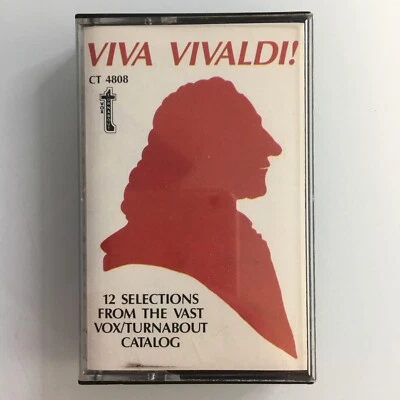 VIVA VIVALDI!
CT 4808
t
12 SELECTIONS
FROM THE VAST
VOX/TURNABOUT
CATALOG